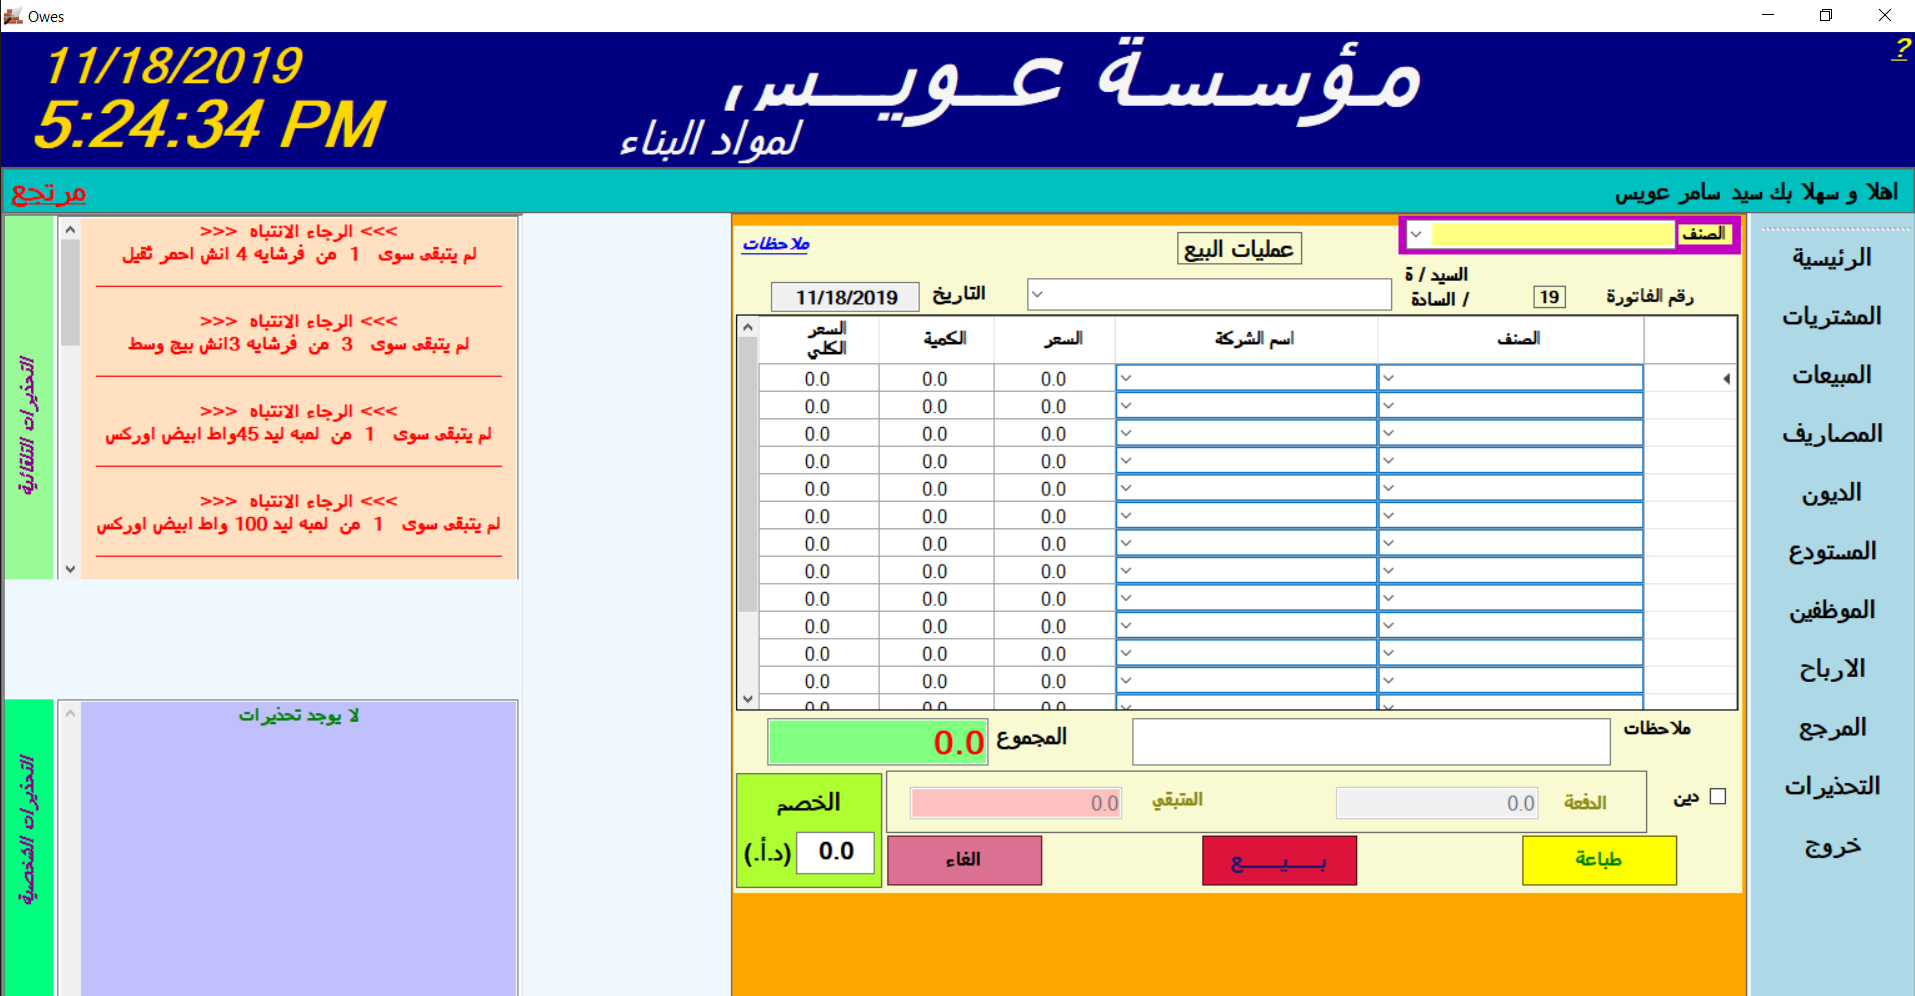 Owes
11/18/2019
5:24:34 PM
مؤسسة عويس
لمواد البناء
?
اهلا و سهلا بك سيد سامر عويس
مرتجع
الرئيسية
المشتريات
المبيعات
المصاريف
الديون
المستودع
الموظفين
الارباح
المرجع
التحذيرات
خروج
الصنف
عمليات البيع
ملاحظات
رقم الفاتورة 19
السيد / ة
/ السادة
التاريخ 11/18/2019
الصنف اسم الشركة السعر الكمية السعر الكلي
0.0 0.0 0.0
0.0 0.0 0.0
0.0 0.0 0.0
0.0 0.0 0.0
0.0 0.0 0.0
0.0 0.0 0.0
0.0 0.0 0.0
0.0 0.0 0.0
0.0 0.0 0.0
0.0 0.0 0.0
0.0 0.0 0.0
0.0 0.0 0.0
0.0 0.0 0.0
ملاحظات
المجموع 0.0
دين
الدفعة 0.0
المتبقي 0.0
الخصم
0.0 (د.أ.)
طباعة
بيع
الغاء
التحذيرات التلقائية
<<< الرجاء الانتباه >>>
لم يتبقى سوى 1 من فرشايه 4 انش احمر ثقيل
<<< الرجاء الانتباه >>>
لم يتبقى سوى 3 من فرشايه 3انش بيج وسط
<<< الرجاء الانتباه >>>
لم يتبقى سوى 1 من لمبه ليد 45واط ابيض اوركس
<<< الرجاء الانتباه >>>
لم يتبقى سوى 1 من لمبه ليد 100 واط ابيض اوركس
التحذيرات الشخصية
لا يوجد تحذيرات